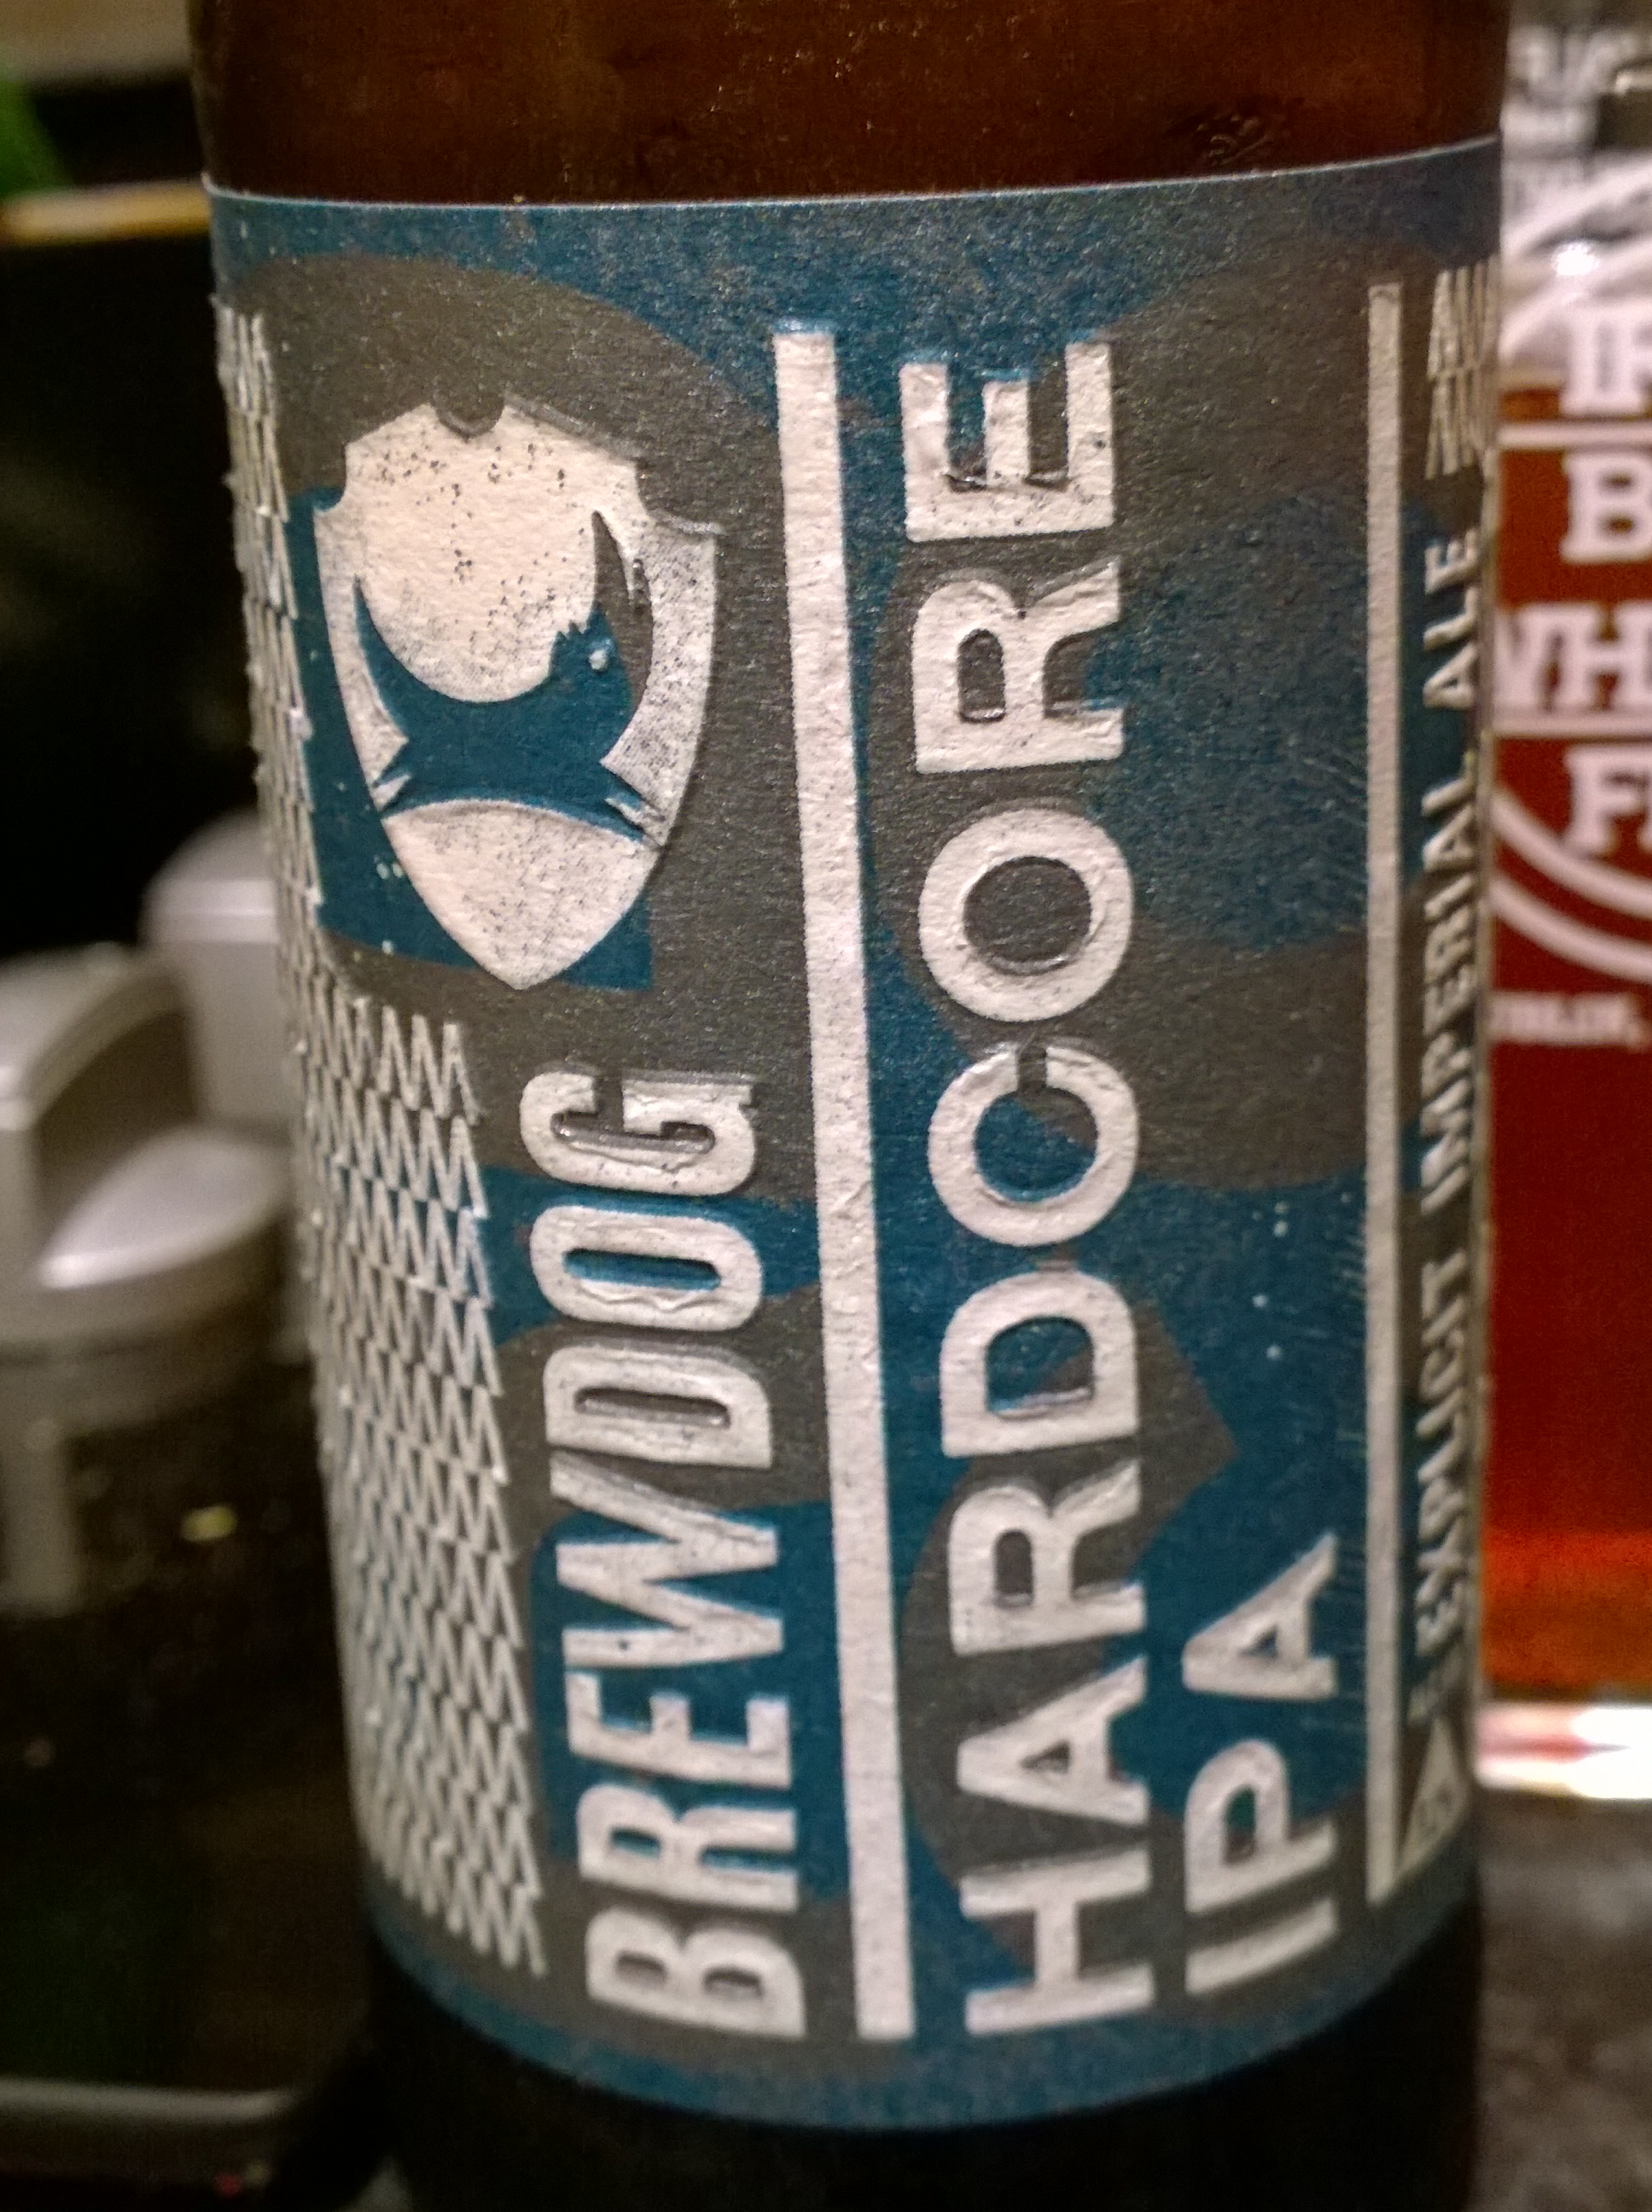 BREWDOG
HARDCORE
IPA
EXPLICIT IMPERIAL ALE